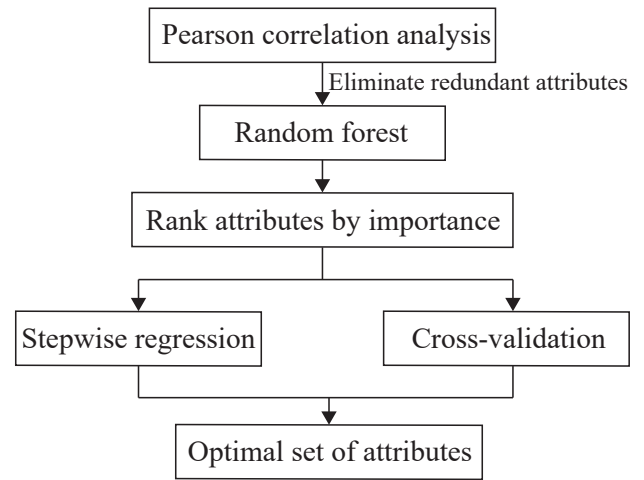 Pearson correlation analysis
Eliminate redundant attributes
Random forest
Rank attributes by importance
Stepwise regression
Cross-validation
Optimal set of attributes